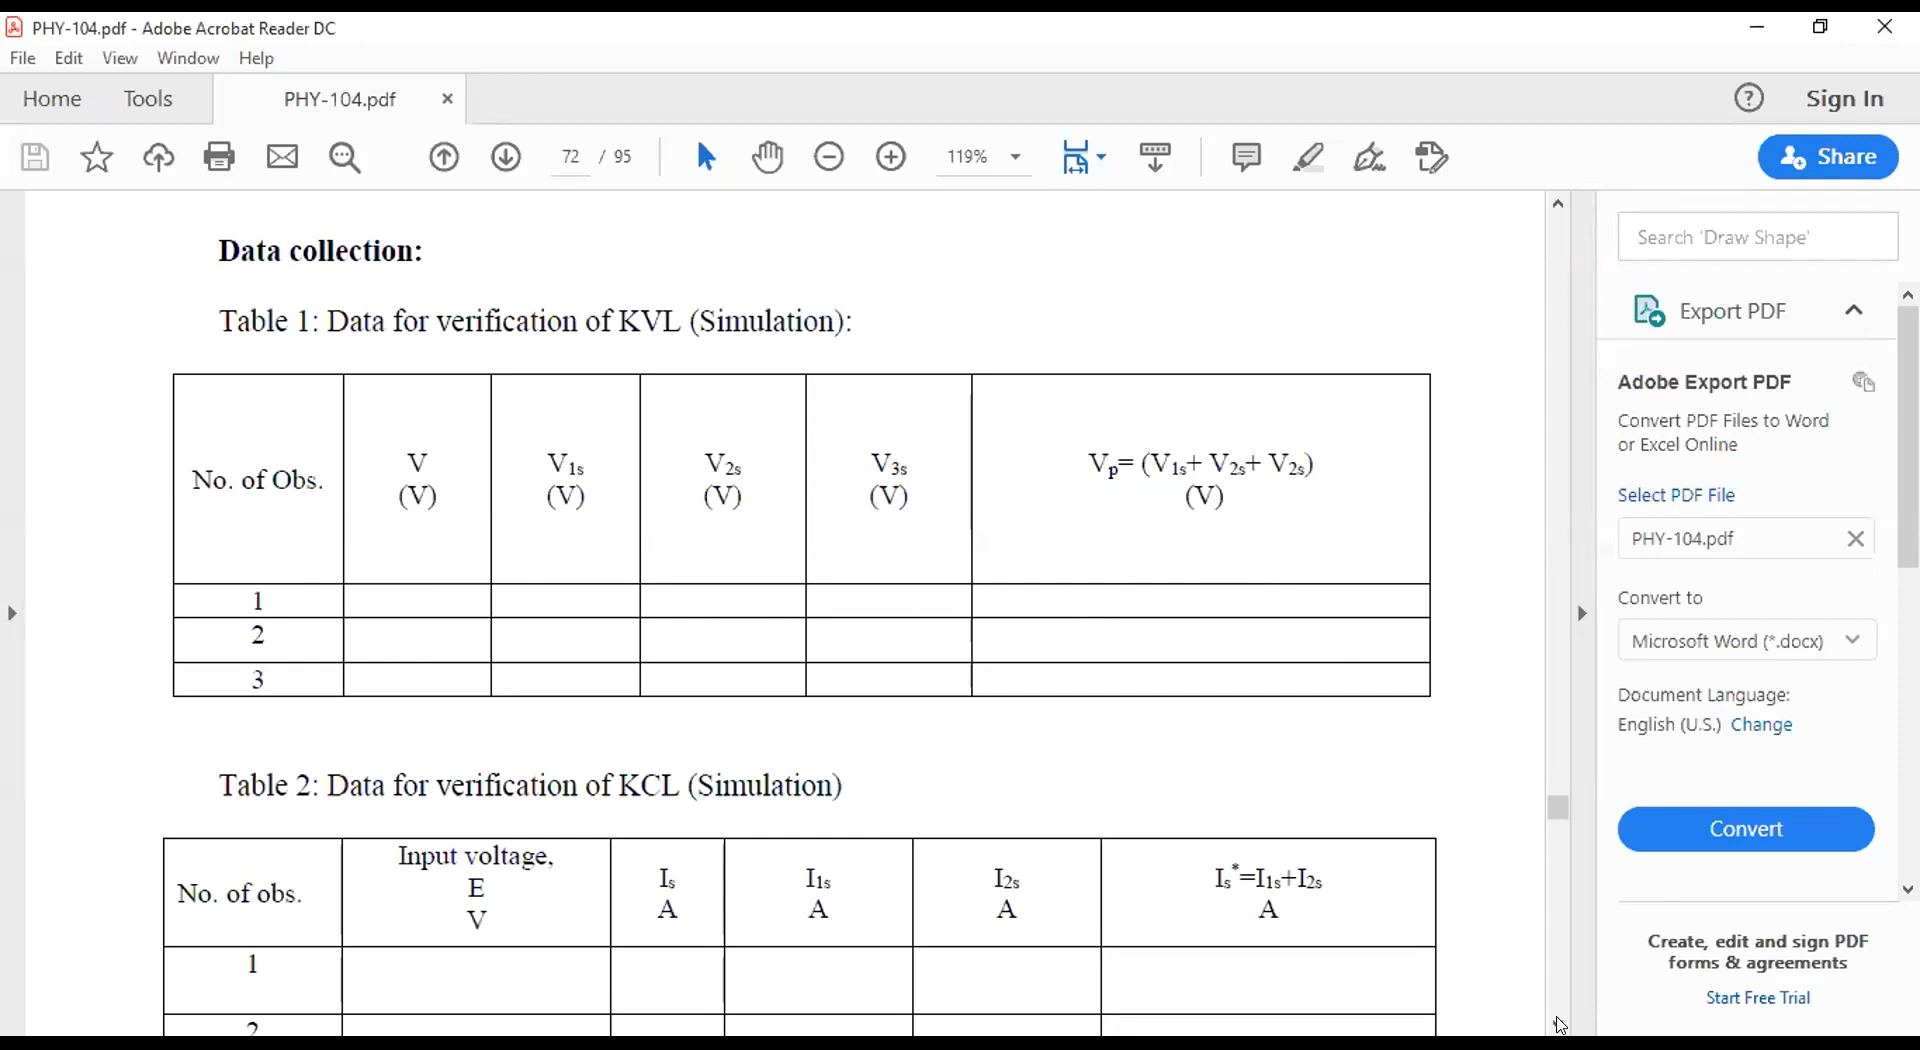 PHY-104.pdf - Adobe Acrobat Reader DC
File Edit View Window Help
Home Tools PHY-104.pdf × ? Sign In
72 / 95 119% Share
Data collection:
Table 1: Data for verification of KVL (Simulation):
No. of Obs.
V
(V)
V1s
(V)
V2s
(V)
V3s
(V)
Vp= (V1s+ V2s+ V2s)
(V)
1
2
3
Table 2: Data for verification of KCL (Simulation)
No. of obs.
Input voltage,
E
V
Is
A
I1s
A
I2s
A
Is*=I1s+I2s
A
1
2
Search 'Draw Shape'
Export PDF
Adobe Export PDF
Convert PDF Files to Word
or Excel Online
Select PDF File
PHY-104.pdf
Convert to
Microsoft Word (*.docx)
Document Language:
English (U.S.) Change
Convert
Create, edit and sign PDF
forms & agreements
Start Free Trial